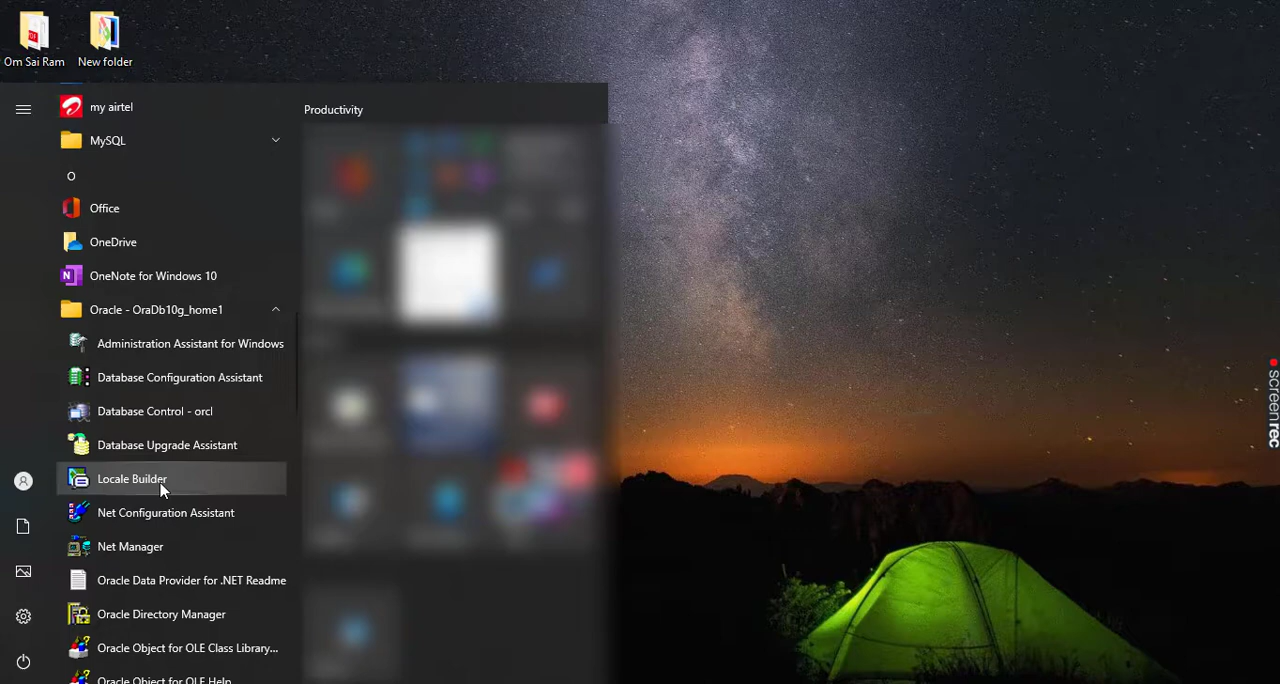 Om Sai Ram
New folder
my airtel
MySQL
O
Office
OneDrive
OneNote for Windows 10
Oracle - OraDb10g_home1
Administration Assistant for Windows
Database Configuration Assistant
Database Control - orcl
Database Upgrade Assistant
Locale Builder
Net Configuration Assistant
Net Manager
Oracle Data Provider for .NET Readme
Oracle Directory Manager
Oracle Object for OLE Class Library...
Oracle Object for OLE Help
Productivity
screenrec